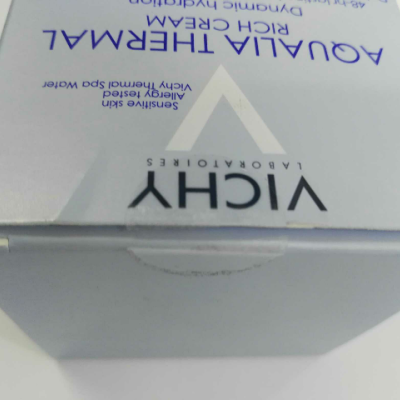 VICHY
LABORATOIRES
Sensitive skin
Allergy tested
Vichy Thermal Spa Water
AQUALIA THERMAL
RICH CREAM
Dynamic hydration